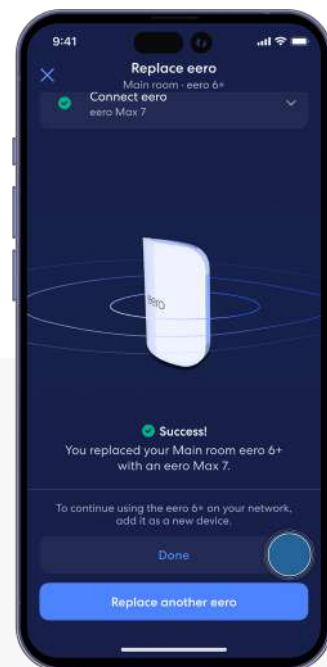 9:41
Replace eero
Main room · eero 6+
Connect eero
eero Max 7
eero
Success!
You replaced your Main room eero 6+
with an eero Max 7.
To continue using the eero 6+ on your network,
add it as a new device.
Done
Replace another eero